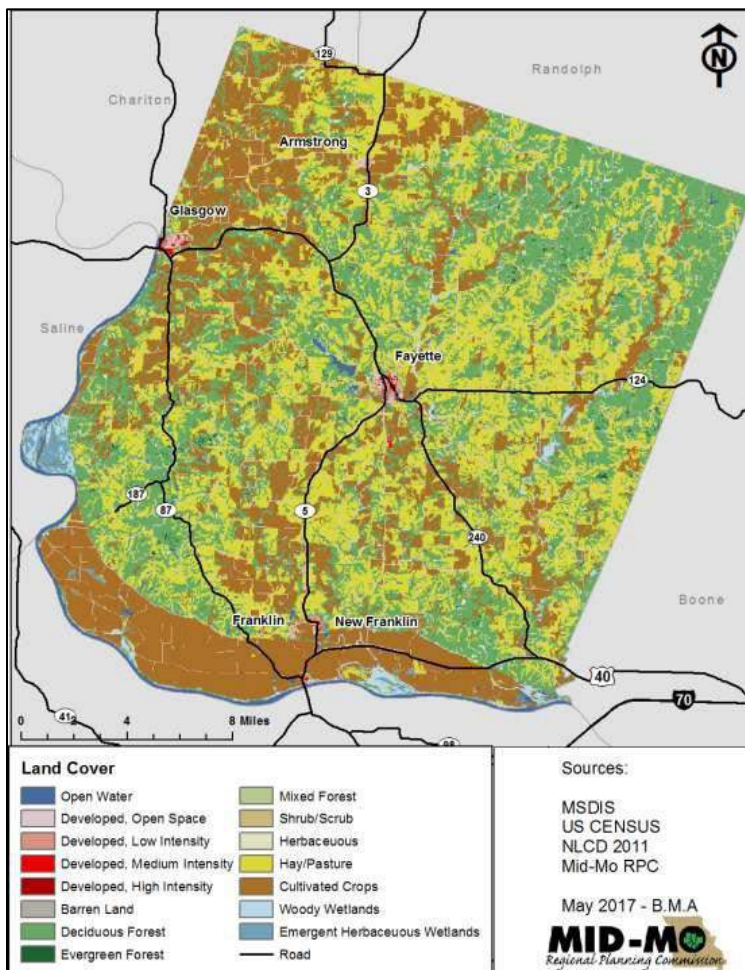 129
Randolph
Chariton
Armstrong
3
Glasgow
Saline
Fayette
124
187
87
5
240
Boone
Franklin
New Franklin
40
70
41
0 2 4 8 Miles
98
N
Land Cover
Open Water
Developed, Open Space
Developed, Low Intensity
Developed, Medium Intensity
Developed, High Intensity
Barren Land
Deciduous Forest
Evergreen Forest
Mixed Forest
Shrub/Scrub
Herbaceous
Hay/Pasture
Cultivated Crops
Woody Wetlands
Emergent Herbaceuous Wetlands
Road
Sources:
MSDIS
US CENSUS
NLCD 2011
Mid-Mo RPC
May 2017 - B.M.A
MID-MO
Regional Planning Commission